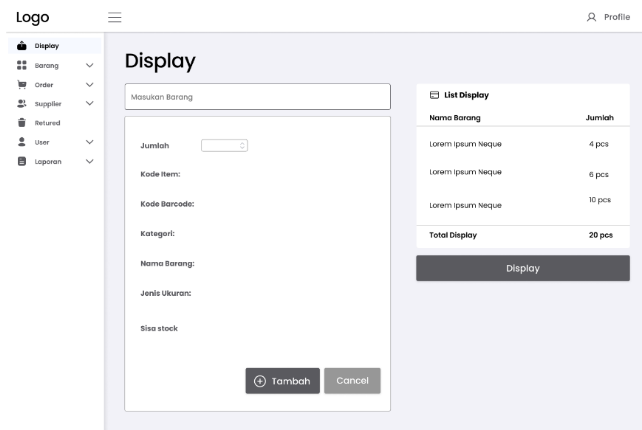 Logo
Profile
Display
Barang
Order
Supplier
Retured
User
Laporan
Display
Masukan Barang
Jumlah
Kode Item:
Kode Barcode:
Kategori:
Nama Barang:
Jenis Ukuran:
Sisa stock
Tambah
Cancel
List Display
Nama Barang Jumlah
Lorem Ipsum Neque 4 pcs
Lorem Ipsum Neque 6 pcs
Lorem Ipsum Neque 10 pcs
Total Display 20 pcs
Display